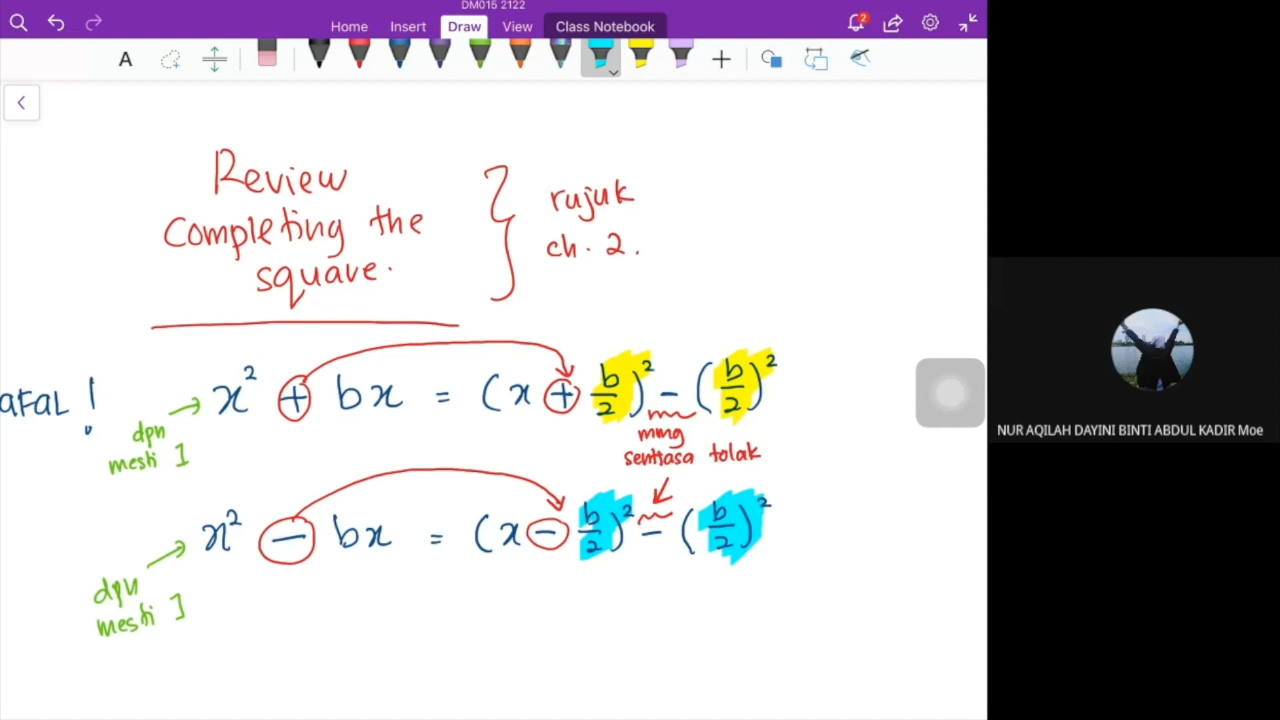 DM015 2122
Home Insert Draw View Class Notebook
2
A
Review
completing the
square.
rujuk
ch. 2.
aFaL !
x² + bx = (x + b/2)² - (b/2)²
dpn
mesti 1
mmg
sentiasa tolak
x² - bx = (x - b/2)² - (b/2)²
dpn
mesti 1
NUR AQILAH DAYINI BINTI ABDUL KADIR Moe